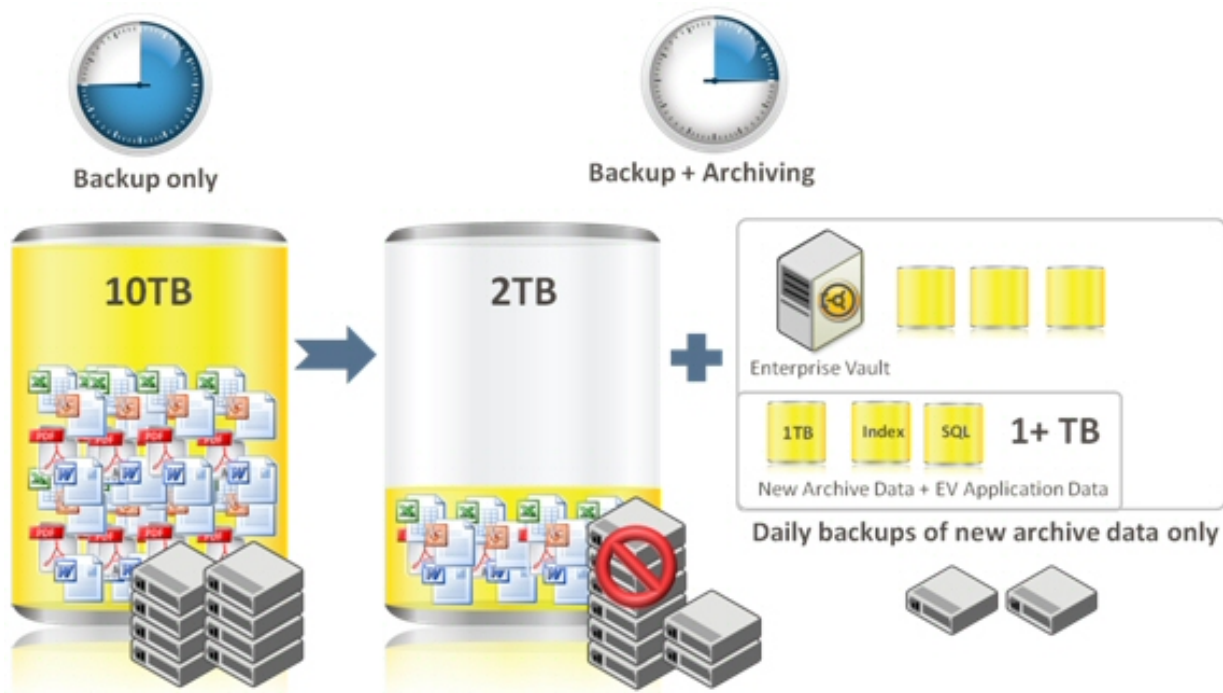 Backup only
Backup + Archiving
10TB
2TB
Enterprise Vault
1TB
Index
SQL
1+ TB
New Archive Data + EV Application Data
Daily backups of new archive data only